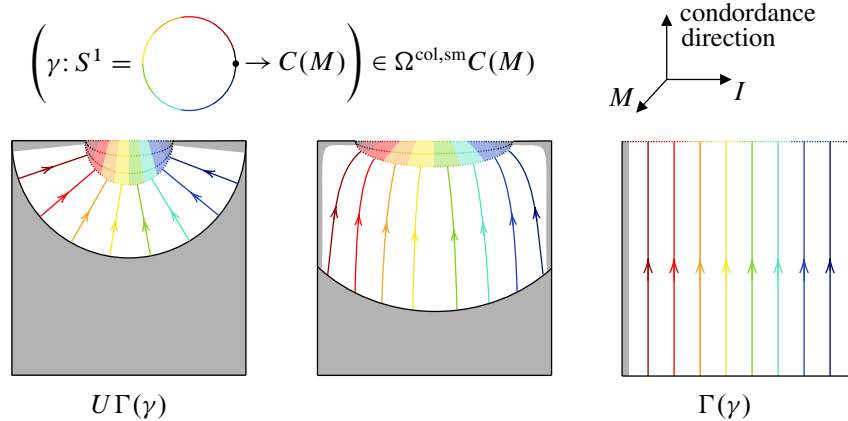 (γ: S¹ = → C(M)) ∈ Ω^{col,sm}C(M)
condordance
direction
M
I
UΓ(γ)
Γ(γ)